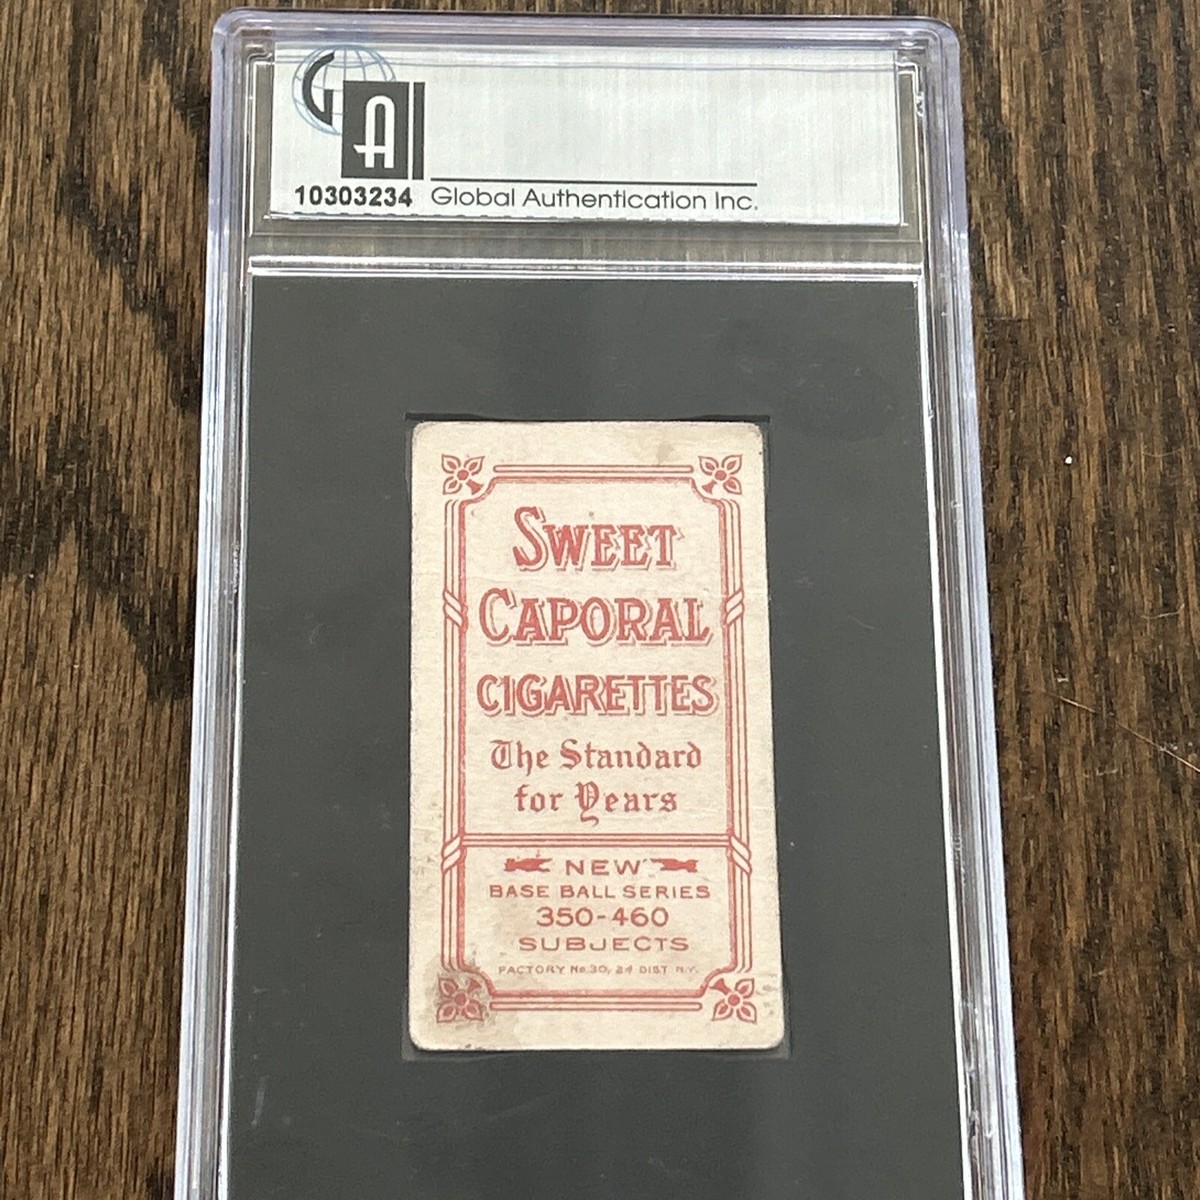 GAI
10303234 Global Authentication Inc.
SWEET
CAPORAL
CIGARETTES
The Standard
for Years
NEW
BASE BALL SERIES
350-460
SUBJECTS
FACTORY No.30, 2d DIST. N.Y.